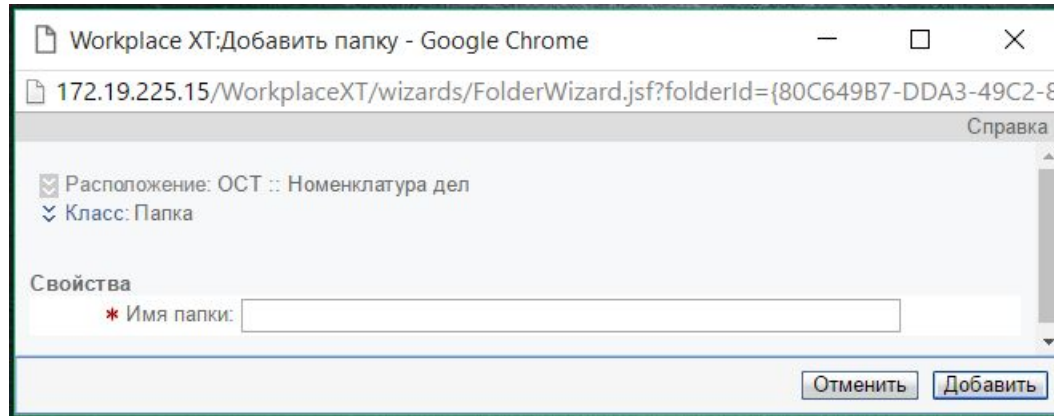 Workplace XT:Добавить папку - Google Chrome
172.19.225.15/WorkplaceXT/wizards/FolderWizard.jsf?folderId={80C649B7-DDA3-49C2-8
Справка
Расположение: ОСТ :: Номенклатура дел
Класс: Папка
Свойства
* Имя папки:
Отменить Добавить